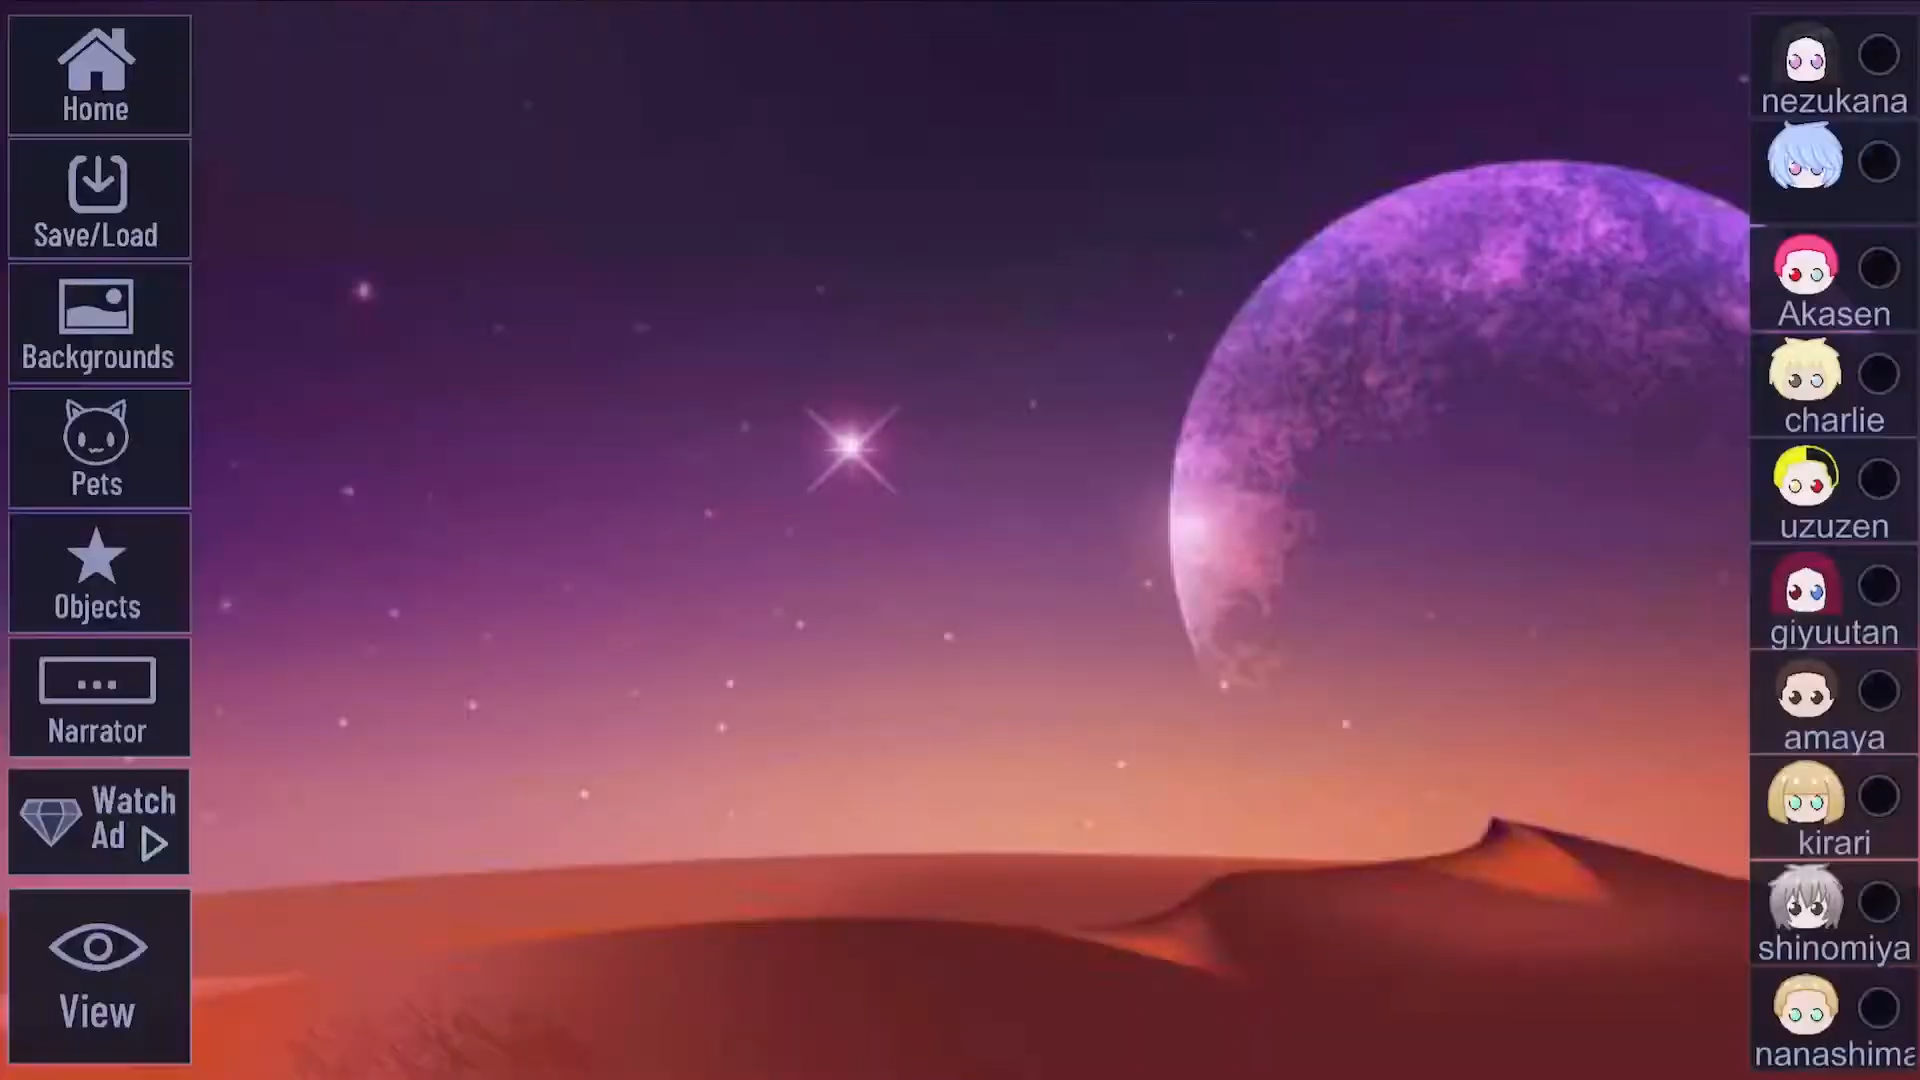 Home
Save/Load
Backgrounds
Pets
Objects
Narrator
Watch
Ad
View
nezukana
Akasen
charlie
uzuzen
giyuutan
amaya
kirari
shinomiya
nanashima